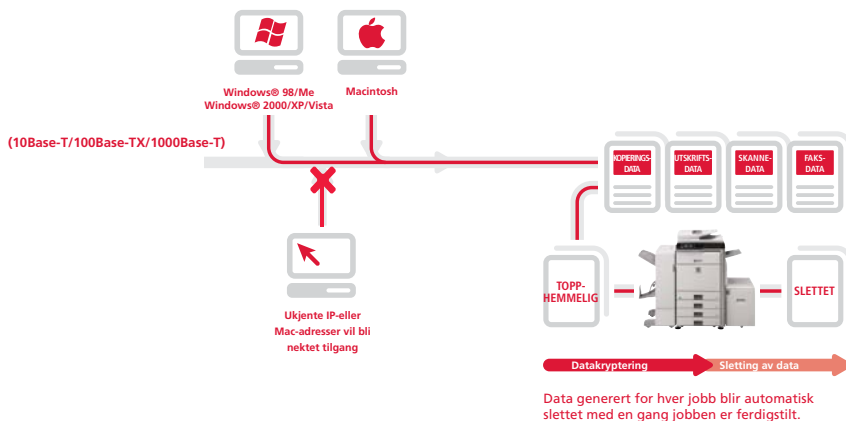 Windows® 98/Me
Windows® 2000/XP/Vista
Macintosh
(10Base-T/100Base-TX/1000Base-T)
KOPIERINGS-
DATA
UTSKRIFTS-
DATA
SKANNE-
DATA
FAKS-
DATA
TOPP-
HEMMELIG
SLETTET
Ukjente IP-eller
Mac-adresser vil bli
nektet tilgang
Datakryptering
Sletting av data
Data generert for hver jobb blir automatisk
slettet med en gang jobben er ferdigstilt.